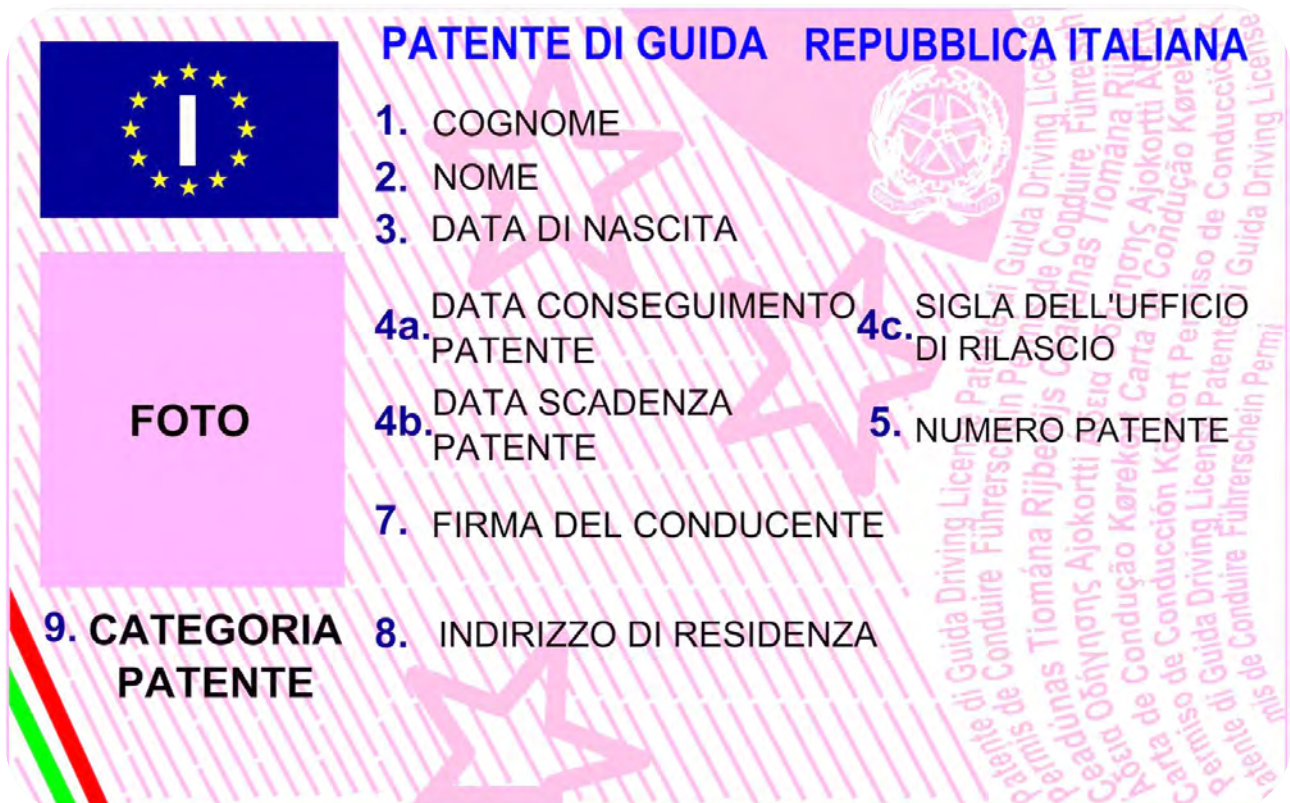 PATENTE DI GUIDA REPUBBLICA ITALIANA
I
1. COGNOME
2. NOME
3. DATA DI NASCITA
4a. DATA CONSEGUIMENTO
PATENTE
4c. SIGLA DELL'UFFICIO
DI RILASCIO
4b. DATA SCADENZA
PATENTE
5. NUMERO PATENTE
FOTO
7. FIRMA DEL CONDUCENTE
9. CATEGORIA
PATENTE
8. INDIRIZZO DI RESIDENZA